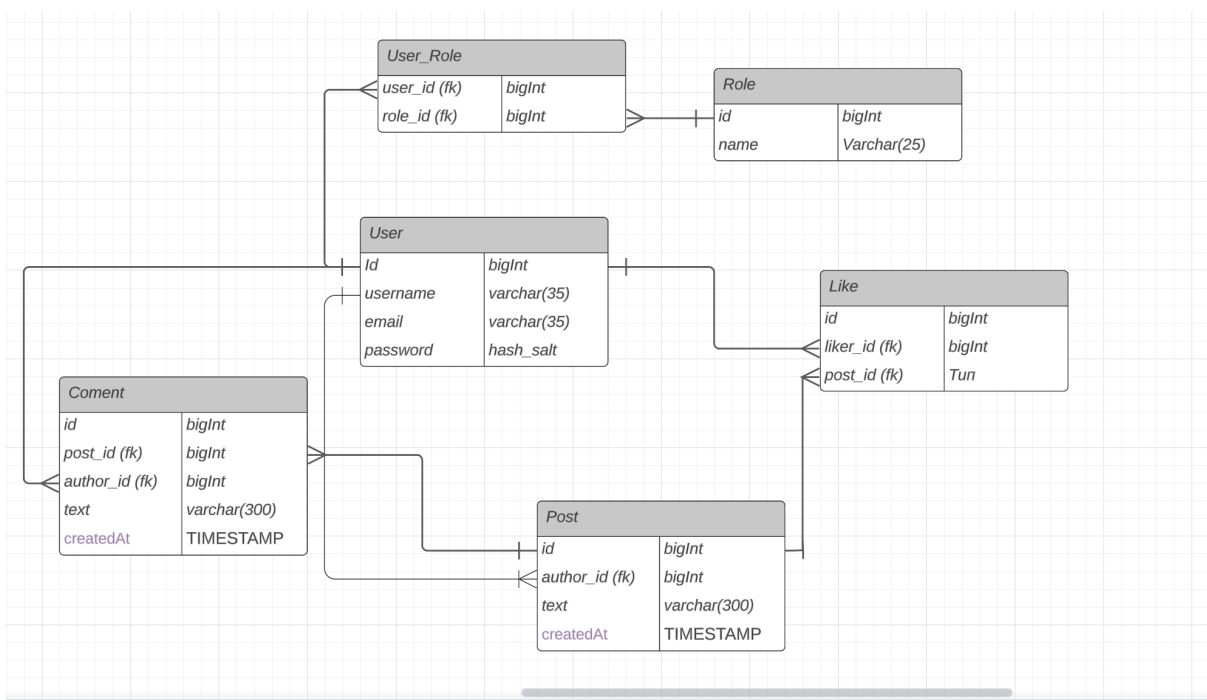 User_Role
user_id (fk) bigInt
role_id (fk) bigInt
Role
id bigInt
name Varchar(25)
User
Id bigInt
username varchar(35)
email varchar(35)
password hash_salt
Like
id bigInt
liker_id (fk) bigInt
post_id (fk) Тип
Coment
id bigInt
post_id (fk) bigInt
author_id (fk) bigInt
text varchar(300)
createdAt TIMESTAMP
Post
id bigInt
author_id (fk) bigInt
text varchar(300)
createdAt TIMESTAMP